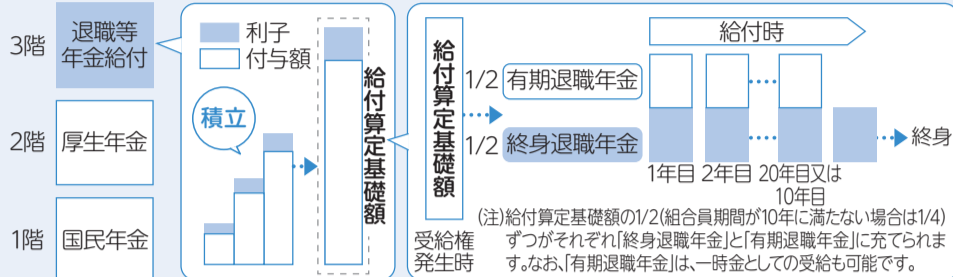 3階
退職等
年金給付
2階
厚生年金
1階
国民年金
利子
付与額
積立
給付算定基礎額
給付算定基礎額
受給権
発生時
1/2
有期退職年金
1/2
終身退職年金
給付時
終身
1年目
2年目
20年目又は
10年目
(注)給付算定基礎額の1/2(組合員期間が10年に満たない場合は1/4)
ずつがそれぞれ「終身退職年金」と「有期退職年金」に充てられま
す。なお、「有期退職年金」は、一時金としての受給も可能です。